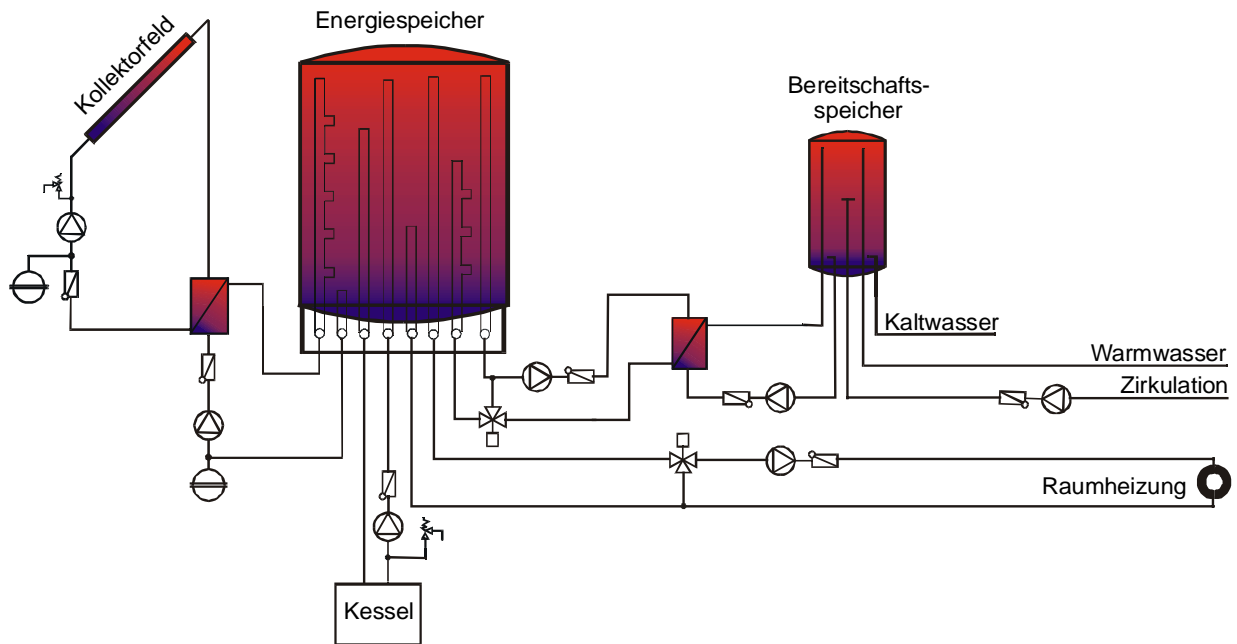 Energiespeicher
Kollektorfeld
Bereitschafts-
speicher
Kaltwasser
Warmwasser
Zirkulation
Raumheizung
Kessel